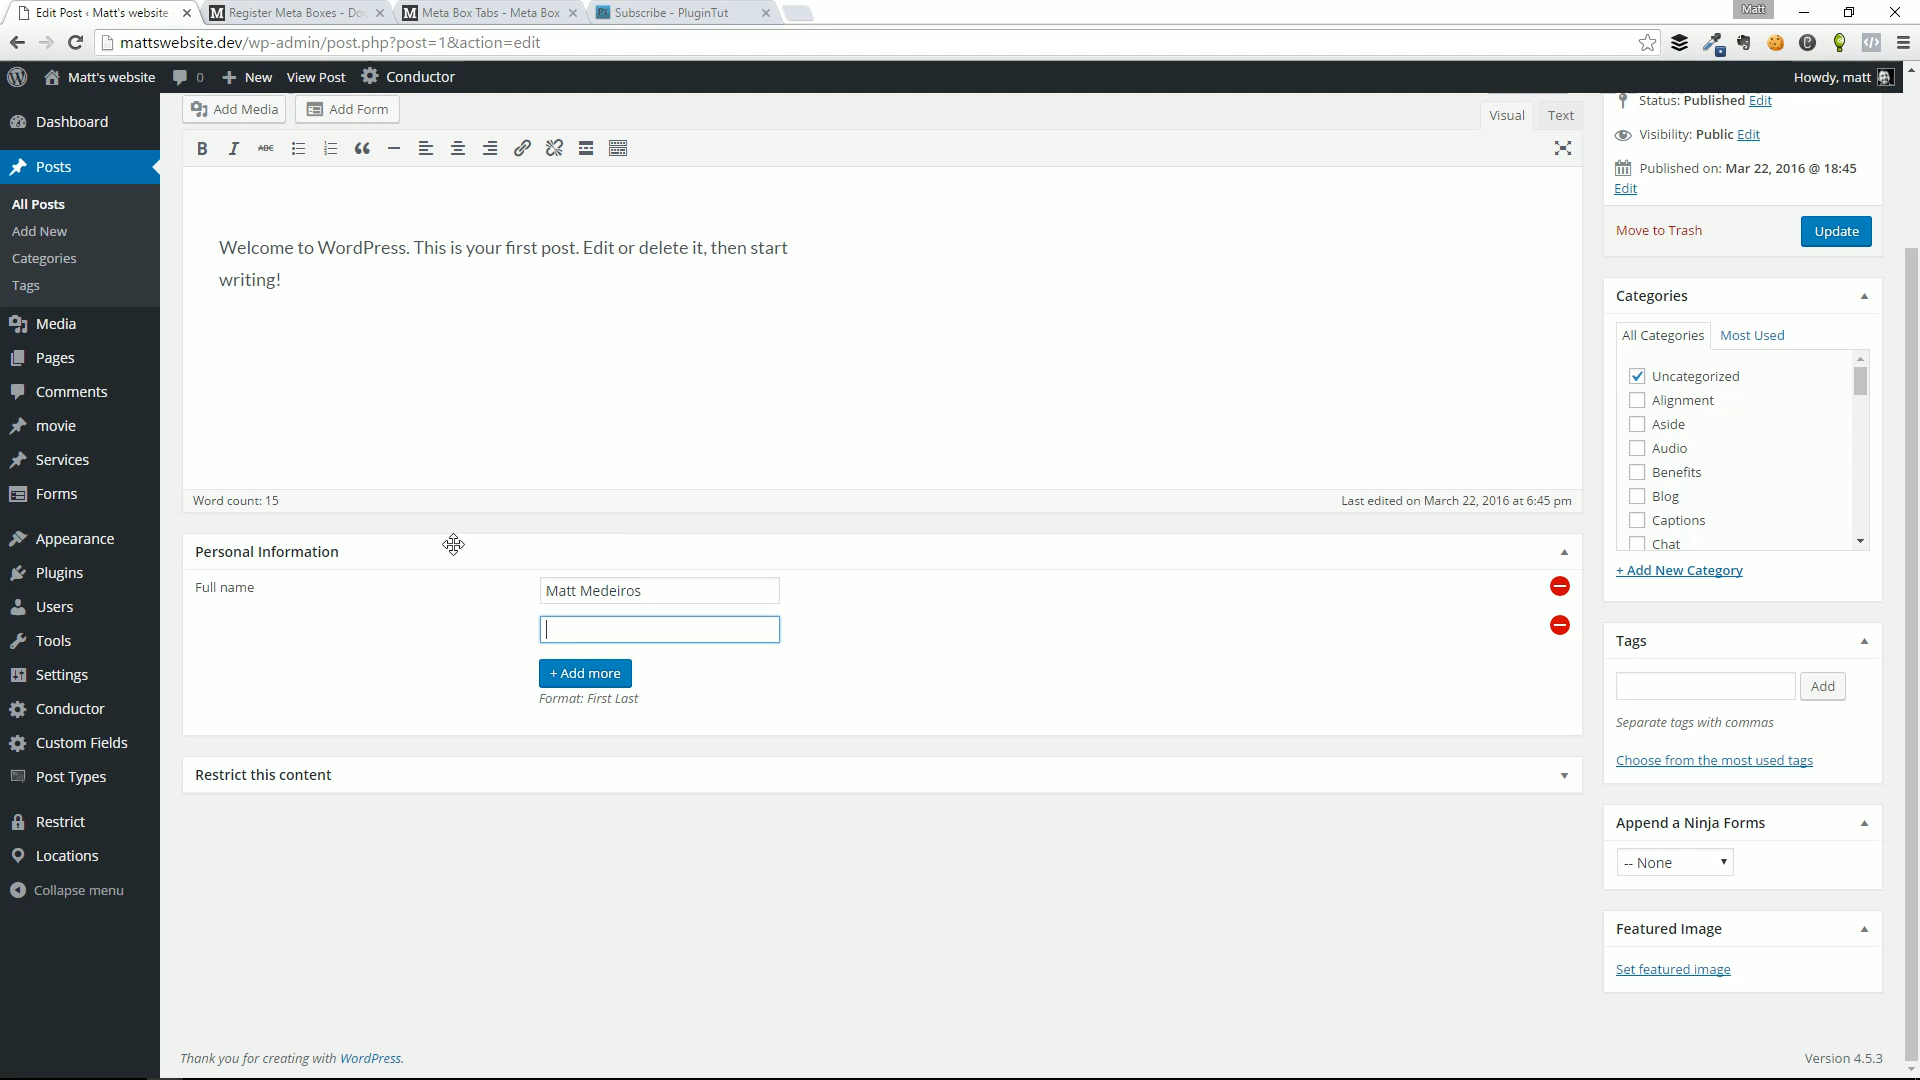 Edit Post ‹ Matt's website
Register Meta Boxes - Do
Meta Box Tabs - Meta Box
Subscribe - PluginTut
Matt
mattswebsite.dev/wp-admin/post.php?post=1&action=edit
Matt's website
0
New
View Post
Conductor
Howdy, matt
Dashboard
Posts
All Posts
Add New
Categories
Tags
Media
Pages
Comments
movie
Services
Forms
Appearance
Plugins
Users
Tools
Settings
Conductor
Custom Fields
Post Types
Restrict
Locations
Collapse menu
Add Media
Add Form
Visual
Text
B I ABC
Welcome to WordPress. This is your first post. Edit or delete it, then start
writing!
Word count: 15
Last edited on March 22, 2016 at 6:45 pm
Personal Information
Full name
Matt Medeiros
+ Add more
Format: First Last
Restrict this content
Status: Published Edit
Visibility: Public Edit
Published on: Mar 22, 2016 @ 18:45
Edit
Move to Trash
Update
Categories
All Categories
Most Used
Uncategorized
Alignment
Aside
Audio
Benefits
Blog
Captions
Chat
+ Add New Category
Tags
Add
Separate tags with commas
Choose from the most used tags
Append a Ninja Forms
-- None
Featured Image
Set featured image
Thank you for creating with WordPress.
Version 4.5.3